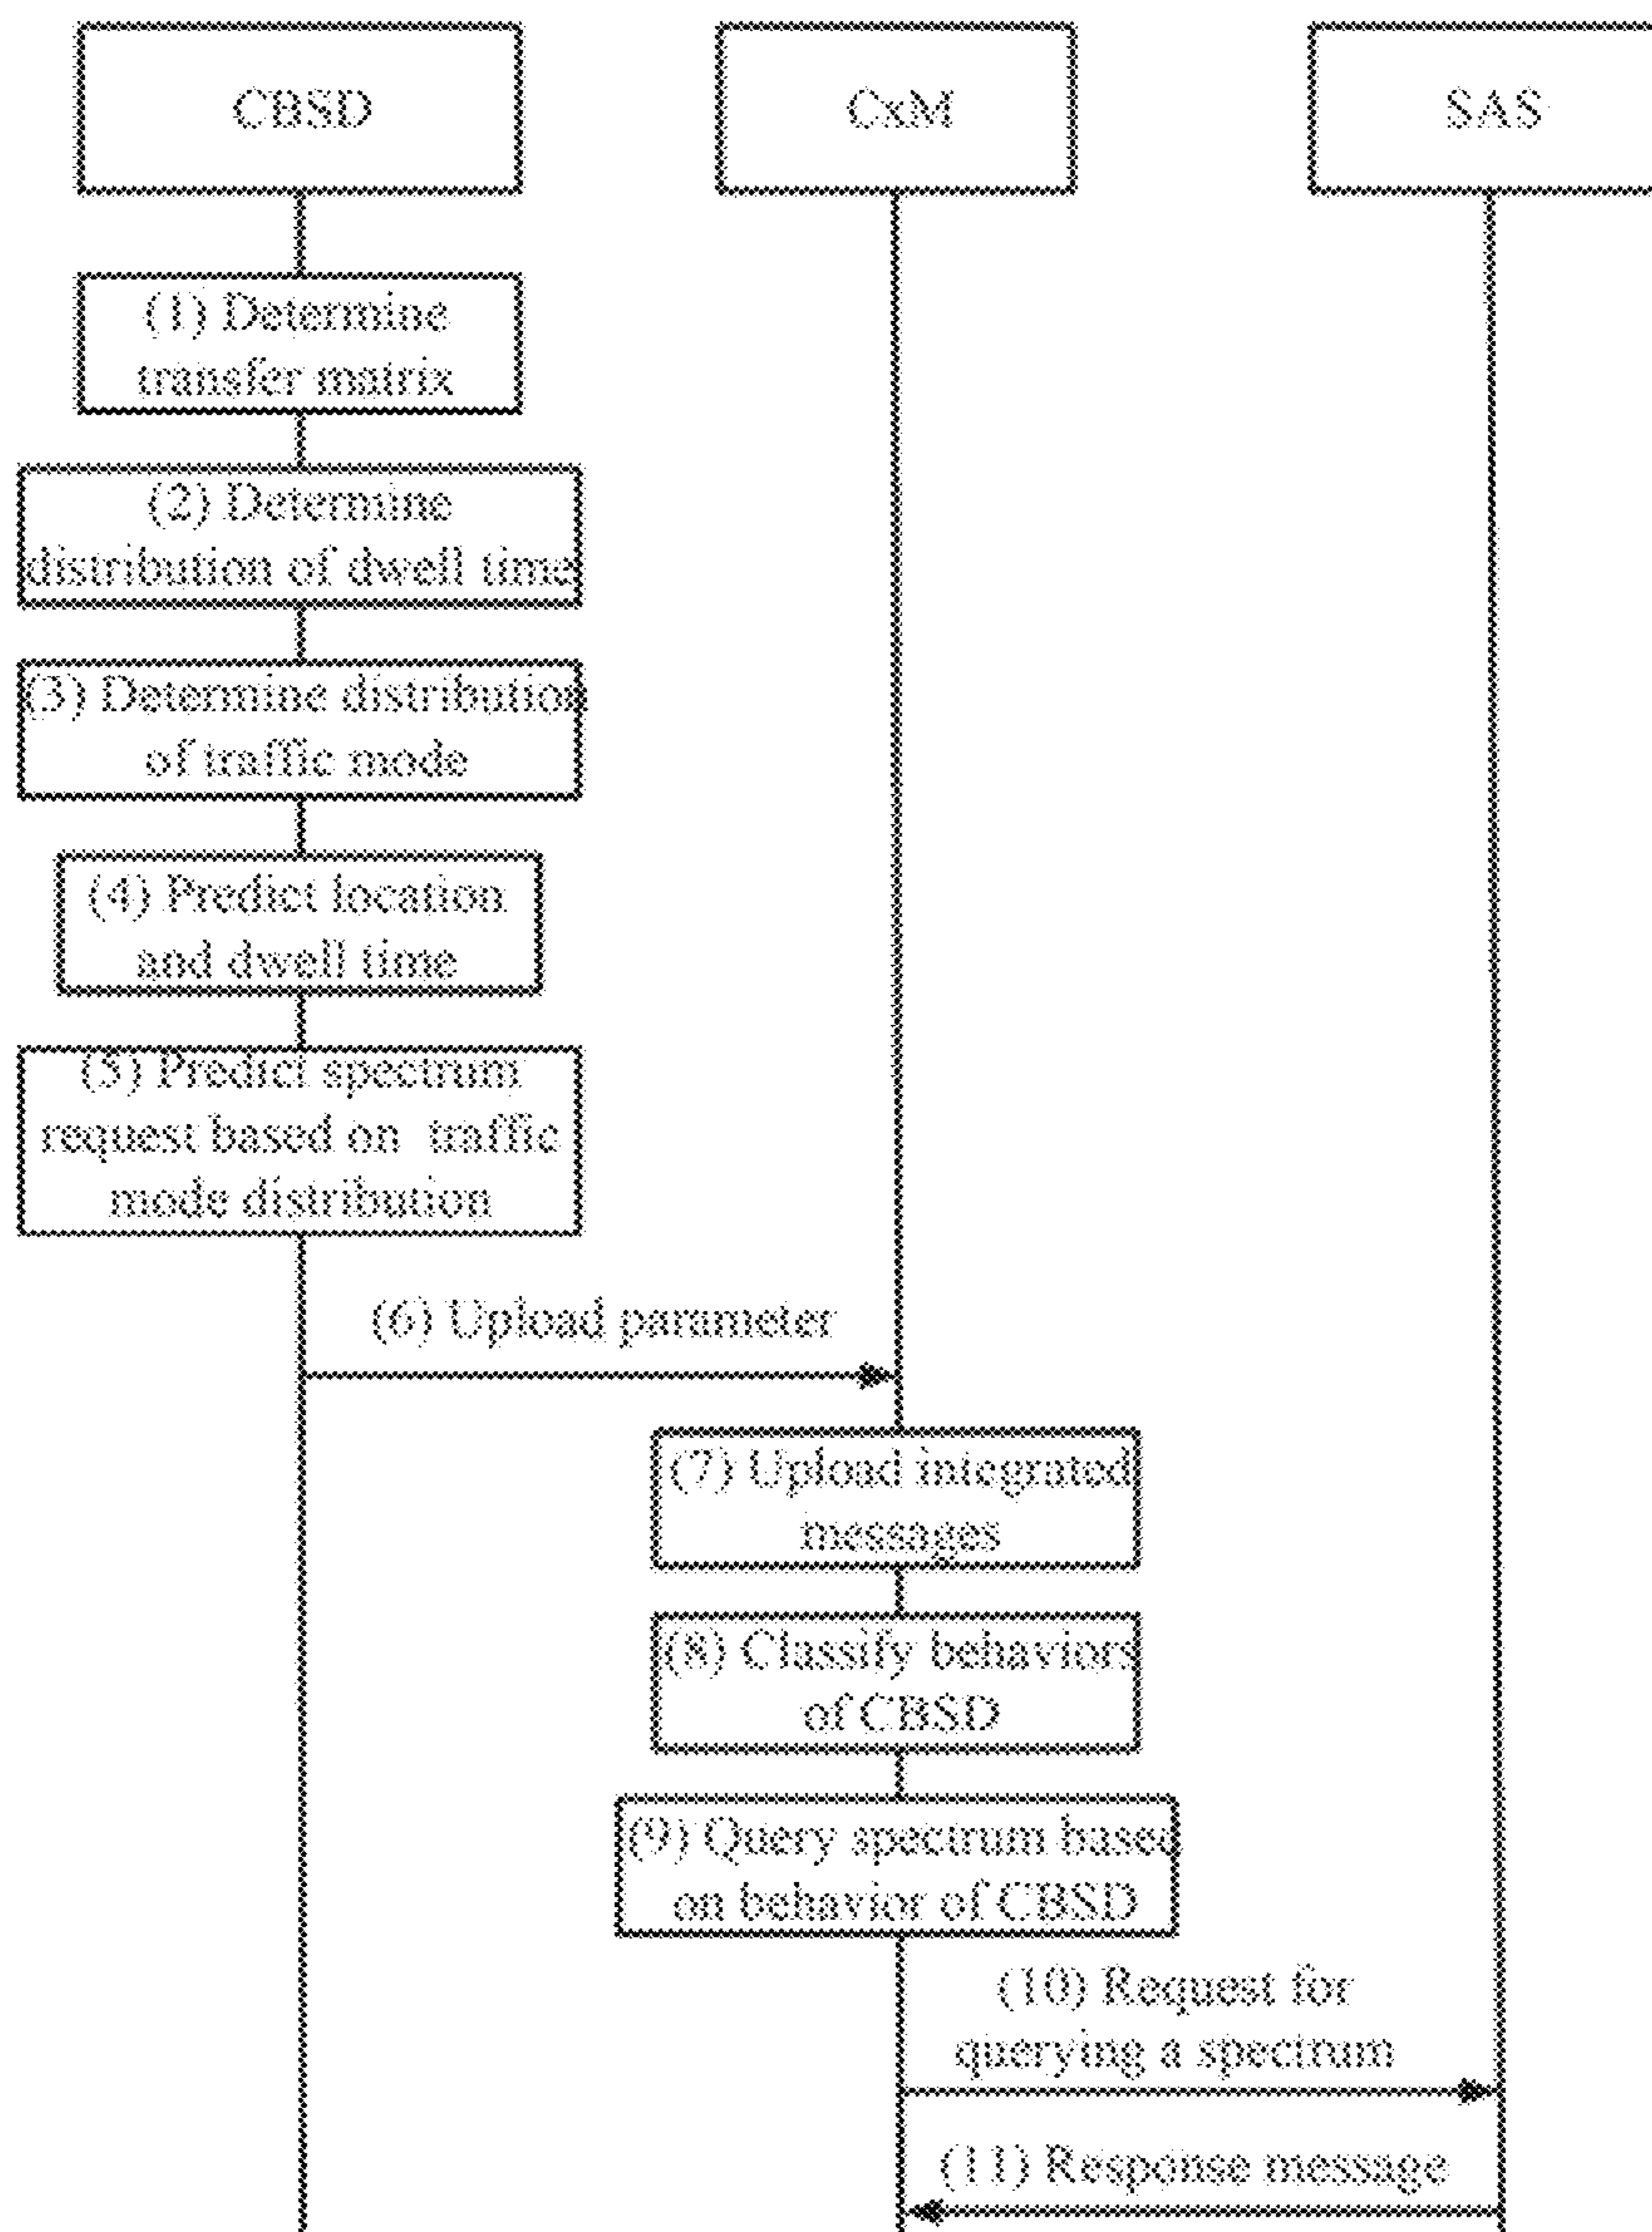 CBSD
CxM
SAS
(1) Determine
transfer matrix
(2) Determine
distribution of dwell time
(3) Determine distribution
of traffic mode
(4) Predict location
and dwell time
(5) Predict spectrum
request based on traffic
mode distribution
(6) Upload parameter
(7) Upload integrated
messages
(8) Classify behaviors
of CBSD
(9) Query spectrum based
on behavior of CBSD
(10) Request for
querying a spectrum
(11) Response message